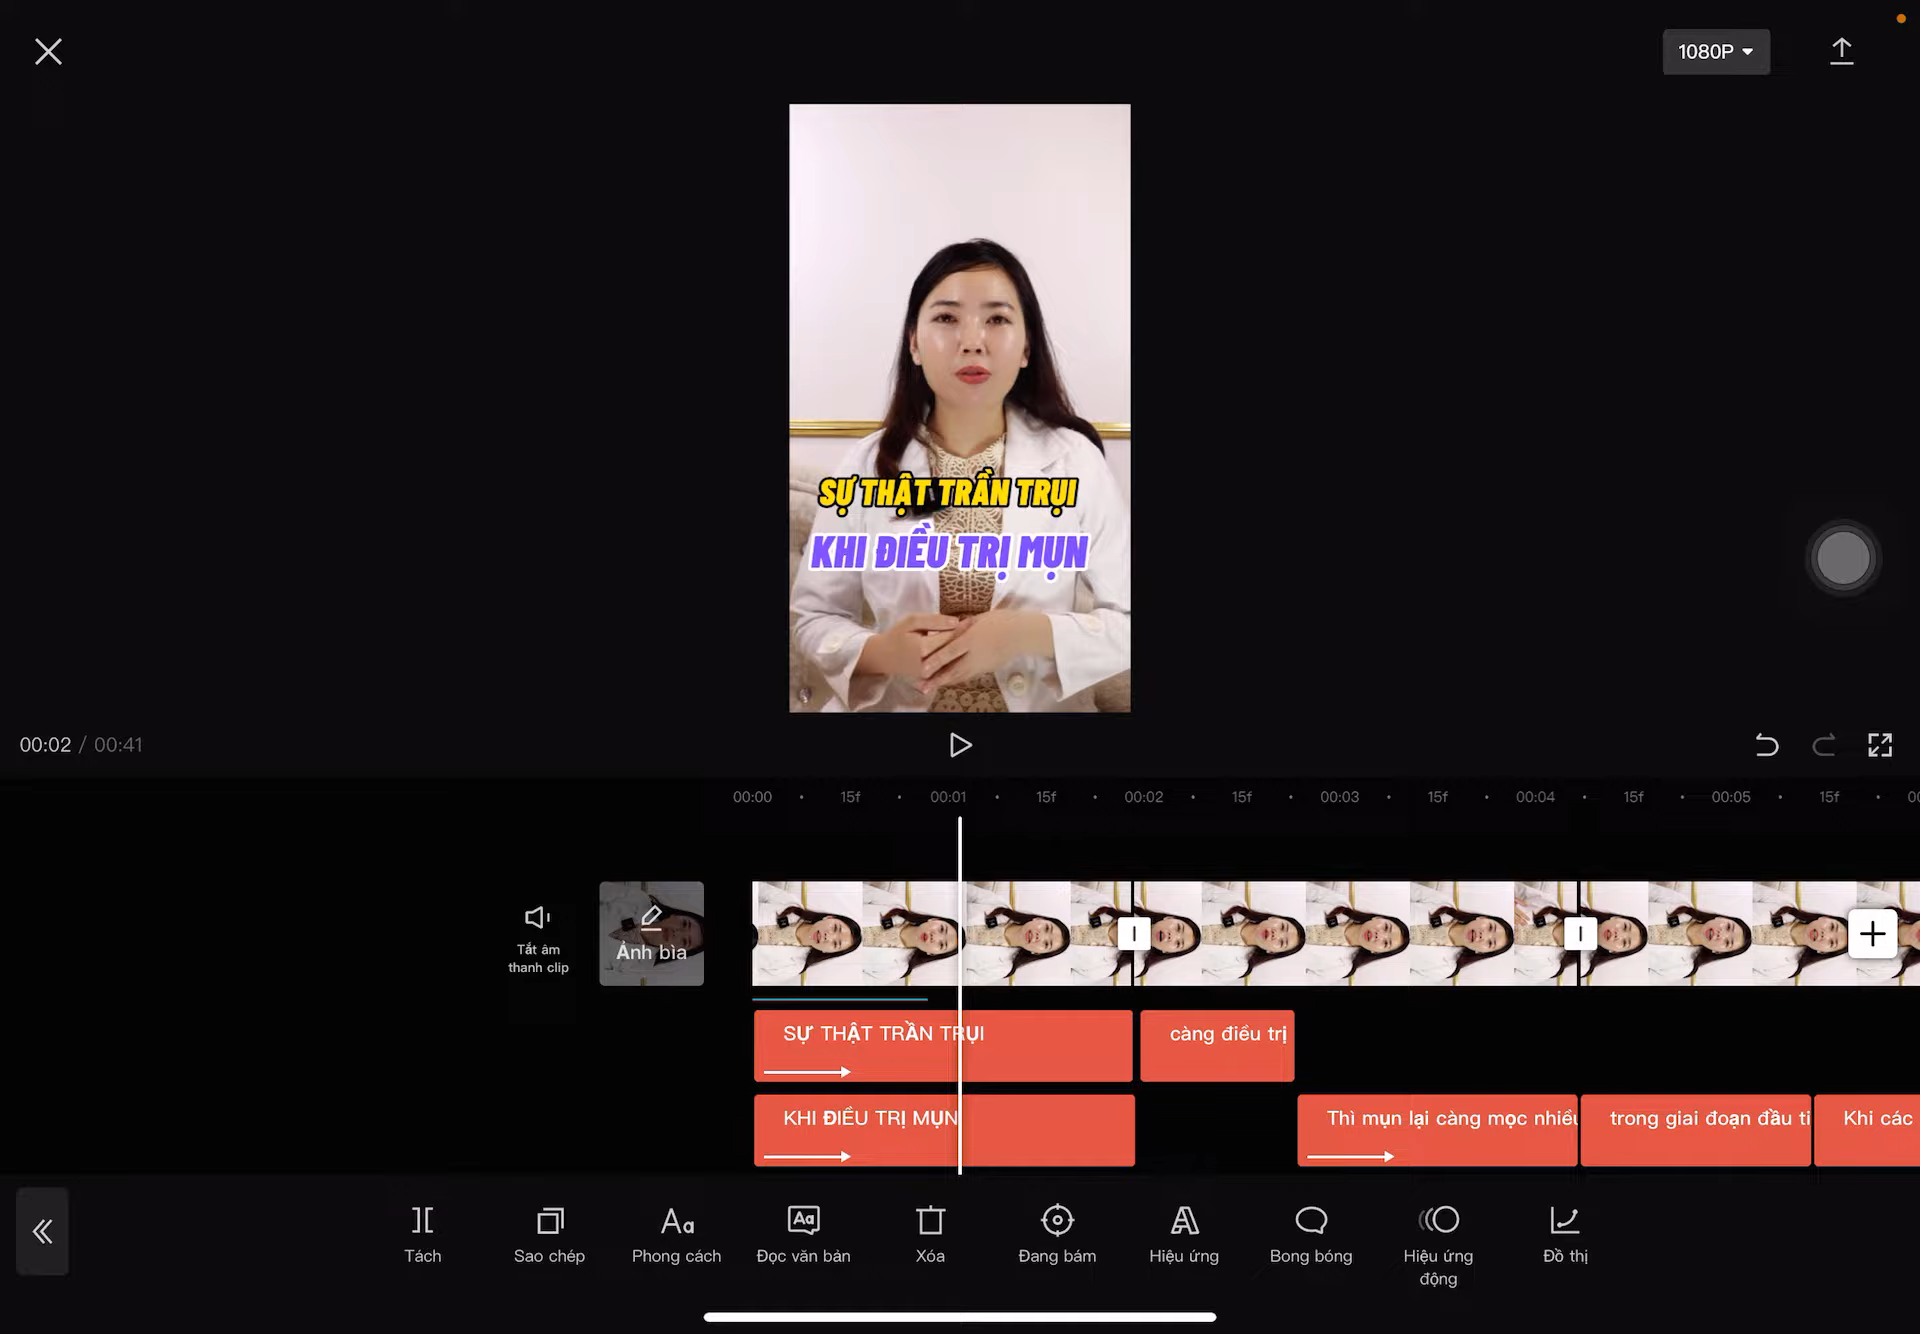 1080P
SỰ THẬT TRẦN TRỤI
KHI ĐIỀU TRỊ MỤN
00:02 / 00:41
00:00 15f 00:01 15f 00:02 15f 00:03 15f 00:04 15f 00:05 15f
Tắt âm
thanh clip
Ảnh bìa
SỰ THẬT TRẦN TRỤI
càng điều trị
KHI ĐIỀU TRỊ MỤN
Thì mụn lại càng mọc nhiều
trong giai đoạn đầu ti
Khi các
Tách
Sao chép
Phong cách
Đọc văn bản
Xóa
Đang bám
Hiệu ứng
Bong bóng
Hiệu ứng
động
Đồ thị